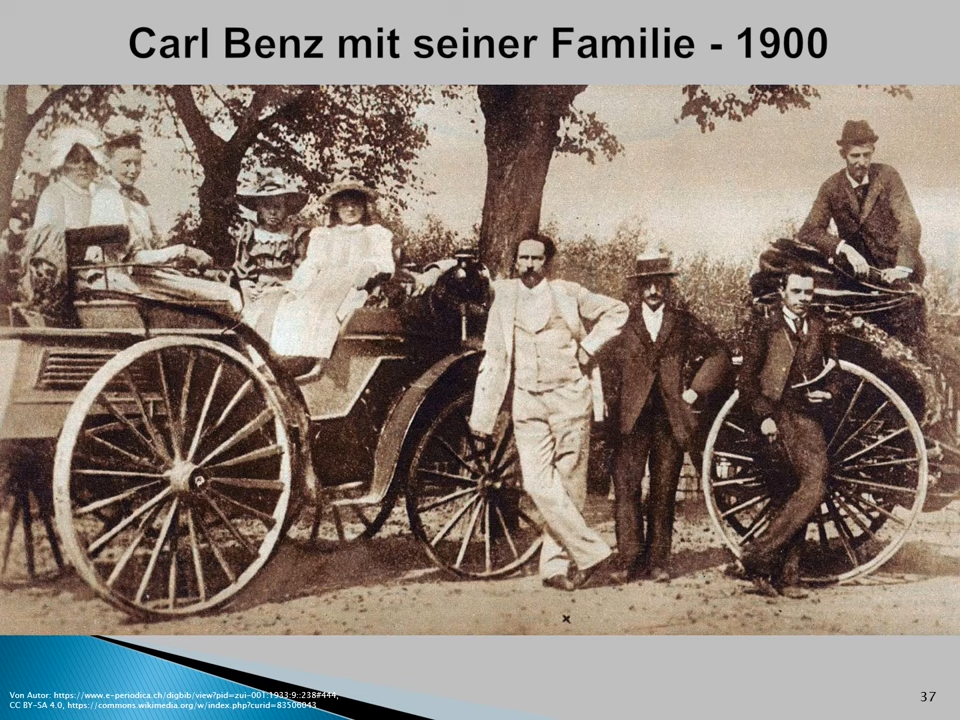 Carl Benz mit seiner Familie - 1900
Von Autor: https://www.e-periodica.ch/digbib/view?pid=zui-001:1933:9::238#444,
CC BY-SA 4.0, https://commons.wikimedia.org/w/index.php?curid=83506043
37